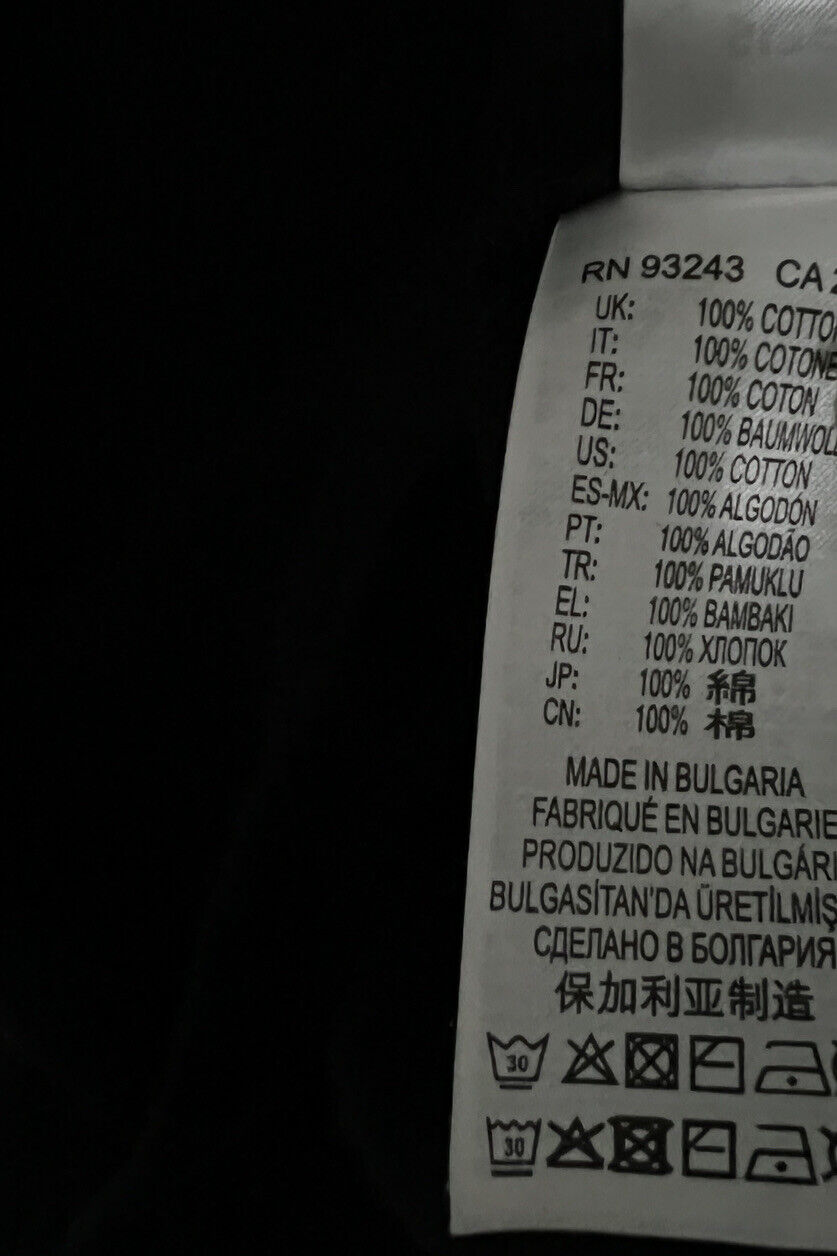 RN 93243 CA
UK: 100% COTTO
IT: 100% COTONE
FR: 100% COTON
DE: 100% BAUMWOL
US: 100% COTTON
ES-MX: 100% ALGODÓN
PT: 100% ALGODÃO
TR: 100% PAMUKLU
EL: 100% BAMBAKI
RU: 100% ХЛОПОК
JP: 100% 綿
CN: 100% 棉
MADE IN BULGARIA
FABRIQUÉ EN BULGARIE
PRODUZIDO NA BULGÁRI
BULGASİTAN'DA ÜRETİLMİŞ
СДЕЛАНО В БОЛГАРИЯ
保加利亚制造
30
30